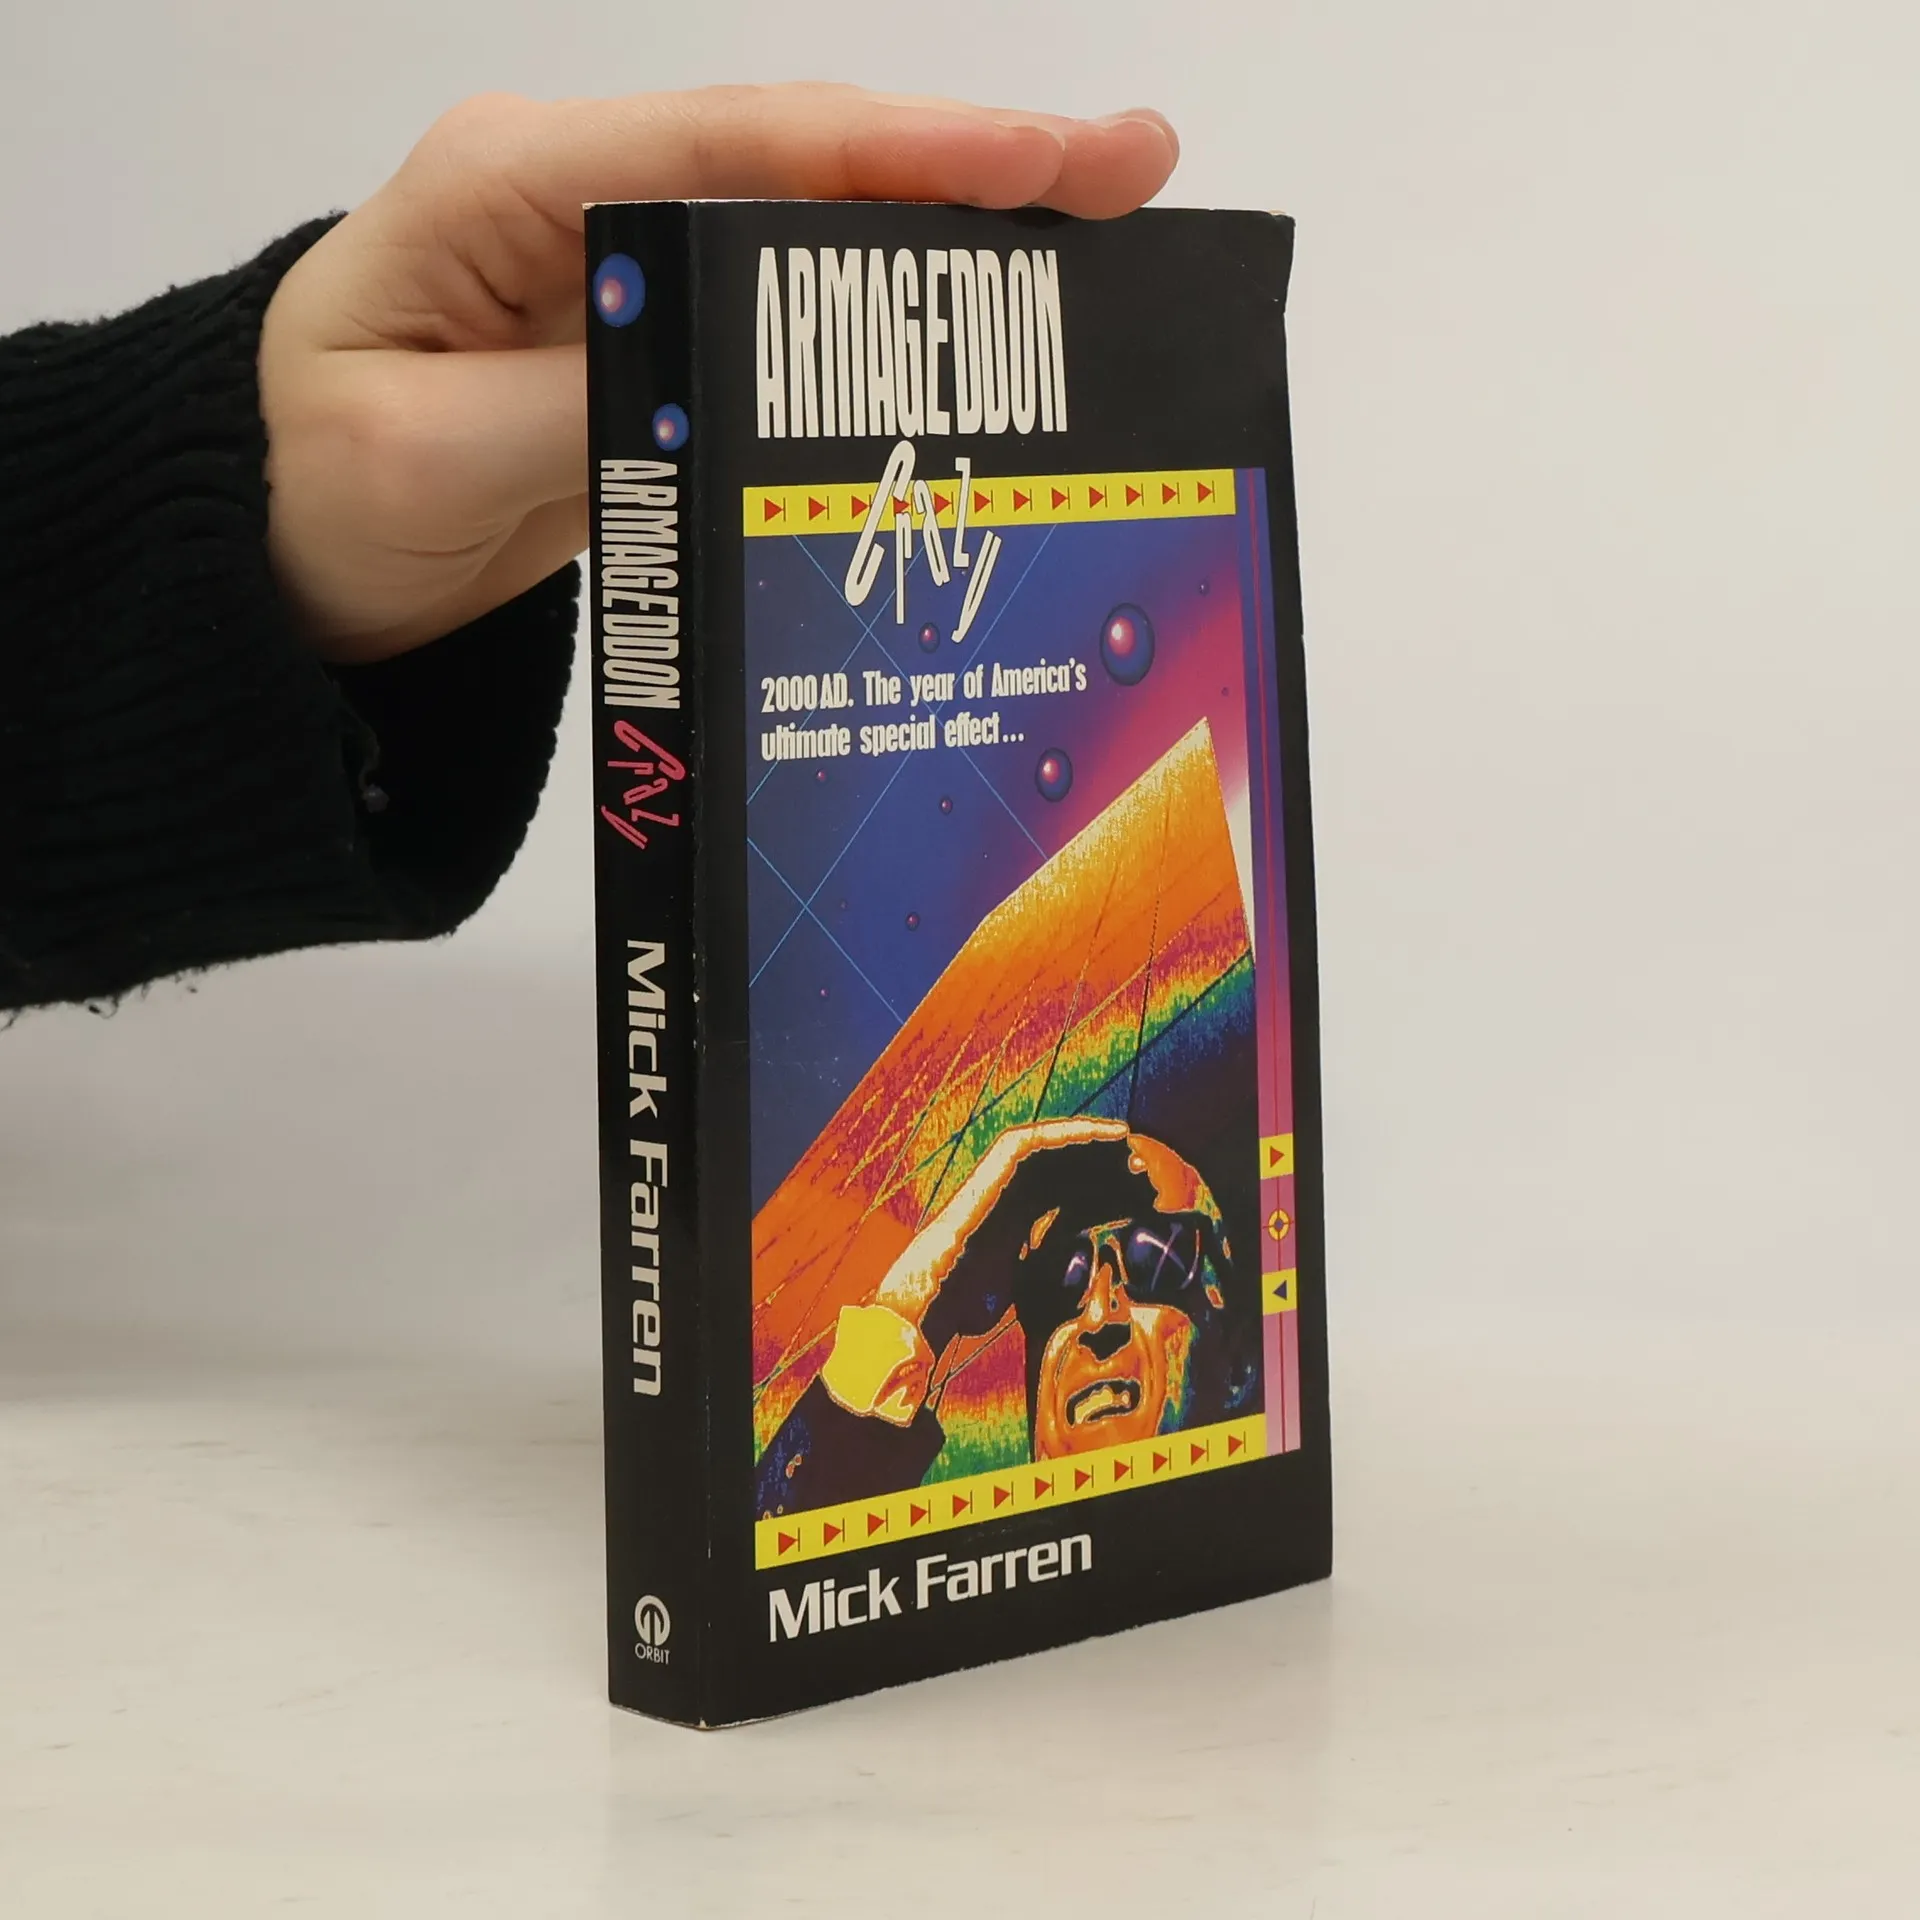 ARMAGEDDON
Crazy
2000 AD. The year of America's
ultimate special effect...
Mick Farren
ARMAGEDDON Crazy Mick Farren
ORBIT